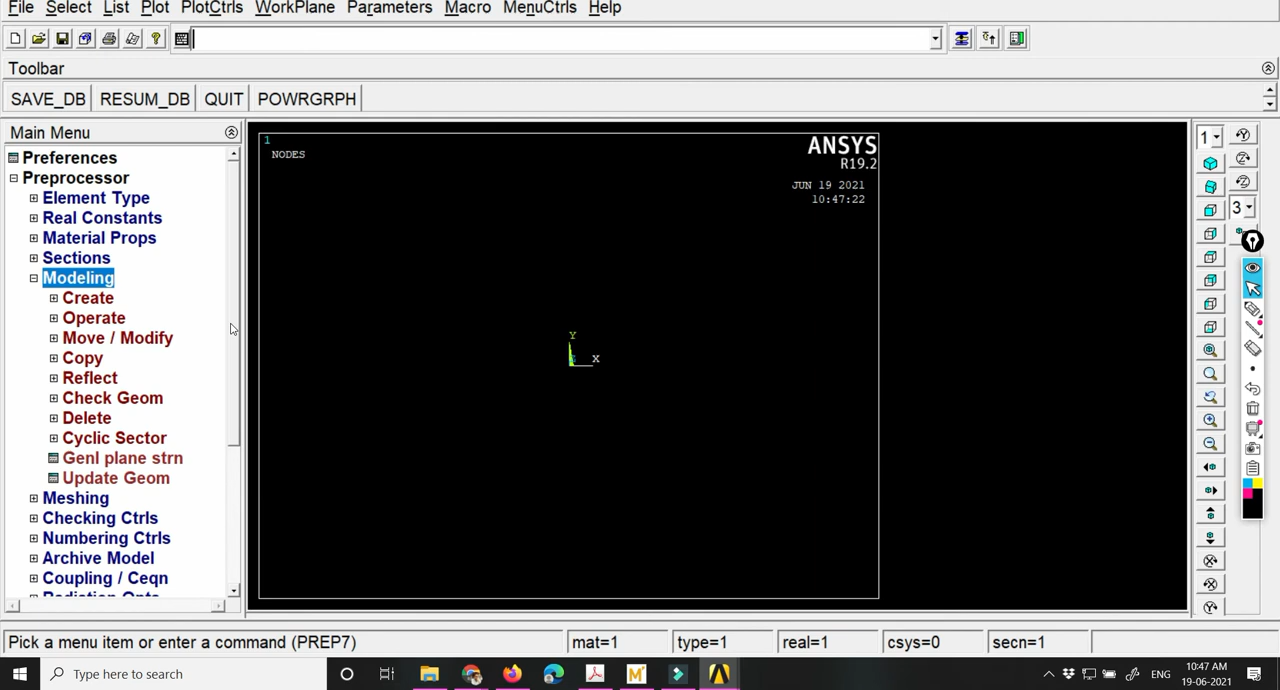 File Select List Plot PlotCtrls WorkPlane Parameters Macro MenuCtrls Help
Toolbar
SAVE_DB RESUM_DB QUIT POWRGRPH
Main Menu
Preferences
Preprocessor
Element Type
Real Constants
Material Props
Sections
Modeling
Create
Operate
Move / Modify
Copy
Reflect
Check Geom
Delete
Cyclic Sector
Genl plane strn
Update Geom
Meshing
Checking Ctrls
Numbering Ctrls
Archive Model
Coupling / Ceqn
Radiation Opts
1
NODES
ANSYS
R19.2
JUN 19 2021
10:47:22
Y
X
1
3
Pick a menu item or enter a command (PREP7) mat=1 type=1 real=1 csys=0 secn=1
Type here to search
ENG
10:47 AM
19-06-2021